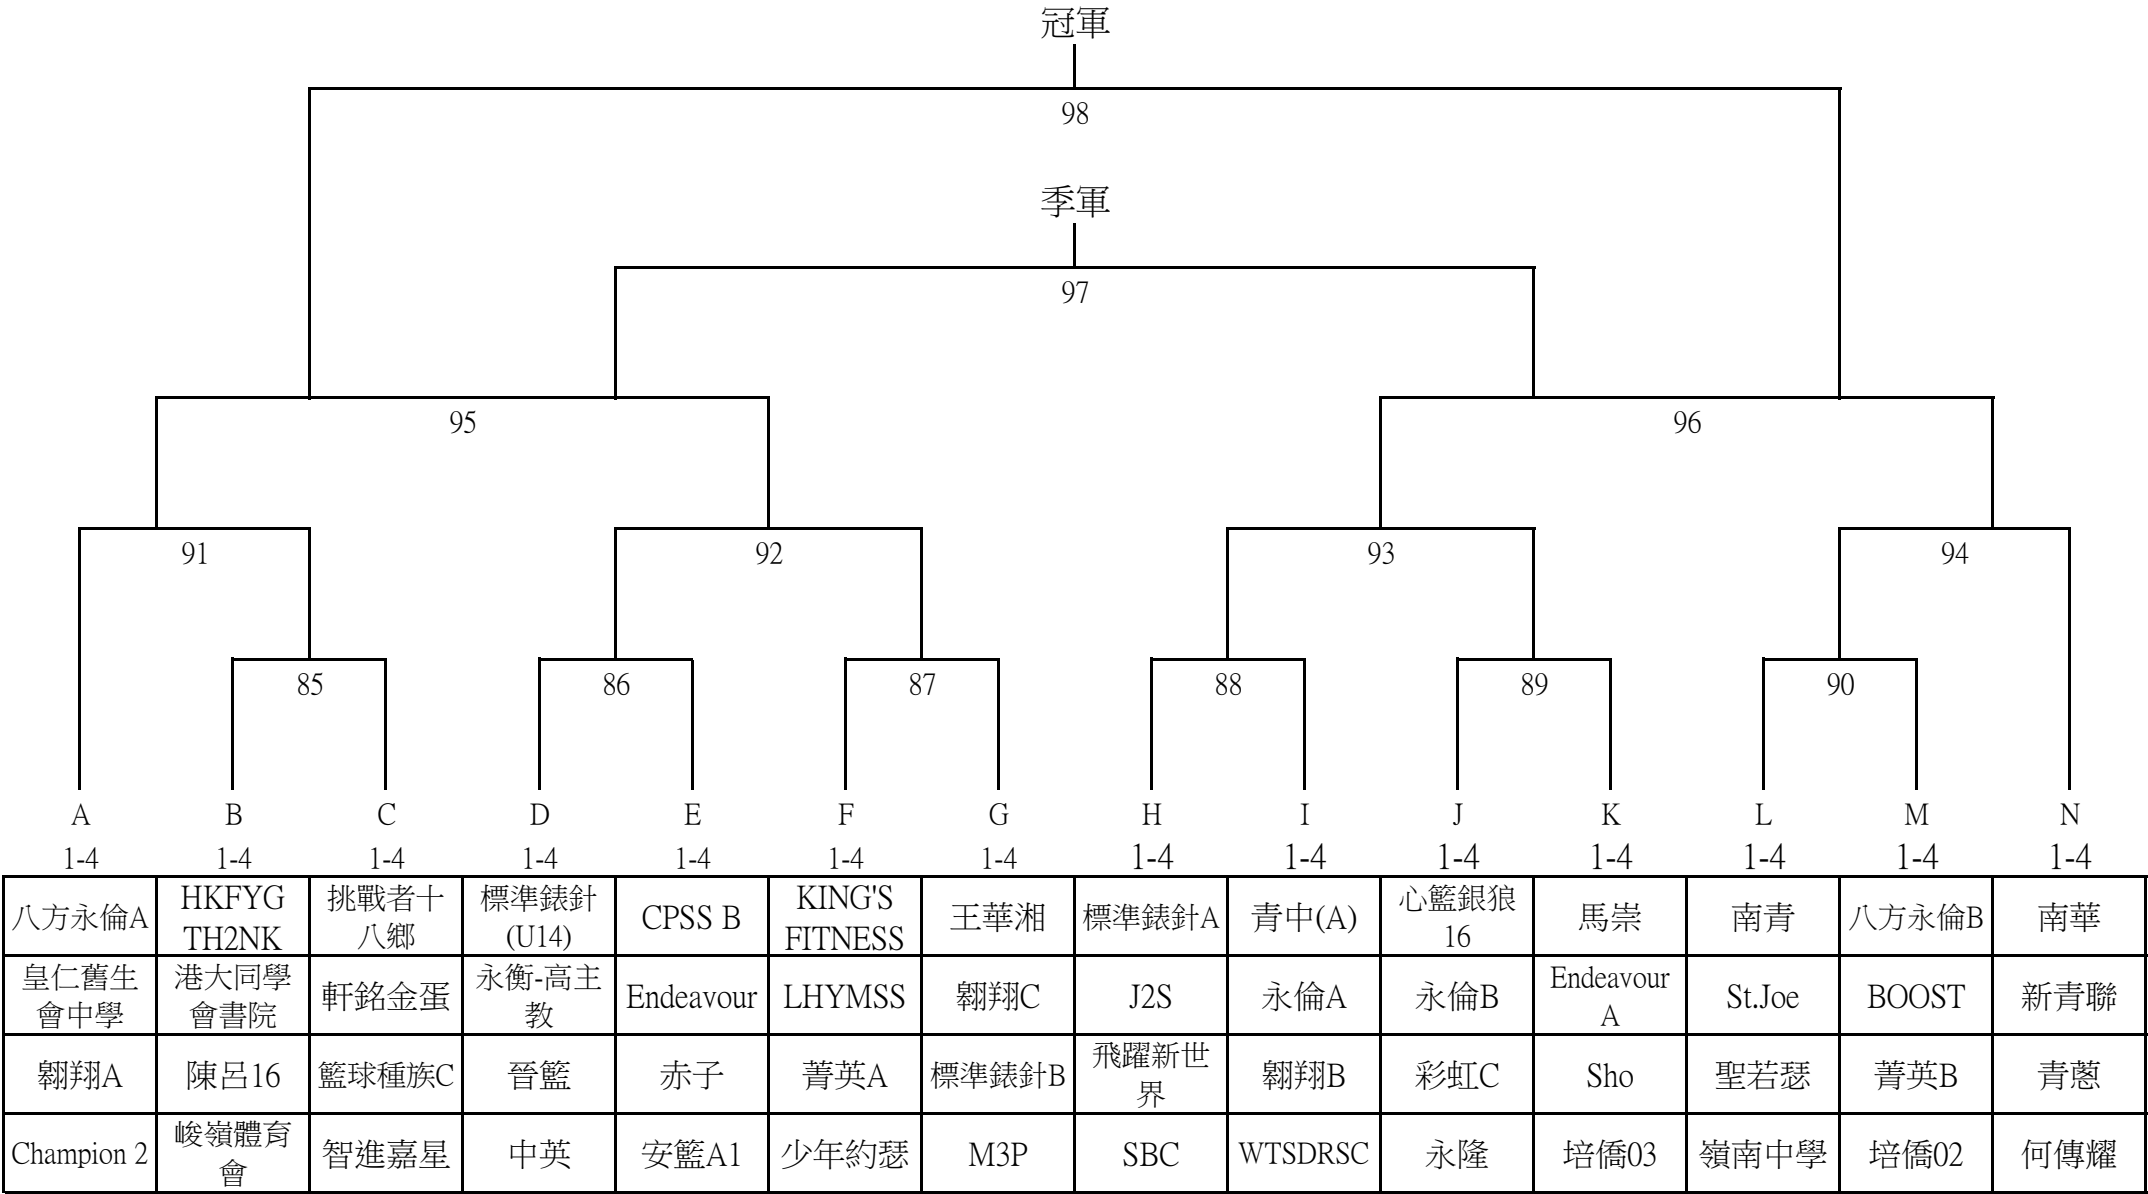 冠軍
98
季軍
97
95
96
91
92
93
94
85
86
87
88
89
90
A B C D E F G H I J K L M N
1-4 1-4 1-4 1-4 1-4 1-4 1-4 1-4 1-4 1-4 1-4 1-4 1-4 1-4
八方永倫A
HKFYG
TH2NK
挑戰者十
八鄉
標準錶針
(U14)
CPSS B
KING'S
FITNESS
王華湘
標準錶針A
青中(A)
心籃銀狼
16
馬崇
南青
八方永倫B
南華
皇仁舊生
會中學
港大同學
會書院
軒銘金蛋
永衡-高主
教
Endeavour
LHYMSS
翱翔C
J2S
永倫A
永倫B
Endeavour
A
St.Joe
BOOST
新青聯
翱翔A
陳呂16
籃球種族C
晉籃
赤子
菁英A
標準錶針B
飛躍新世
界
翱翔B
彩虹C
Sho
聖若瑟
菁英B
青蔥
Champion 2
峻嶺體育
會
智進嘉星
中英
安籃A1
少年約瑟
M3P
SBC
WTSDRSC
永隆
培僑03
嶺南中學
培僑02
何傳耀